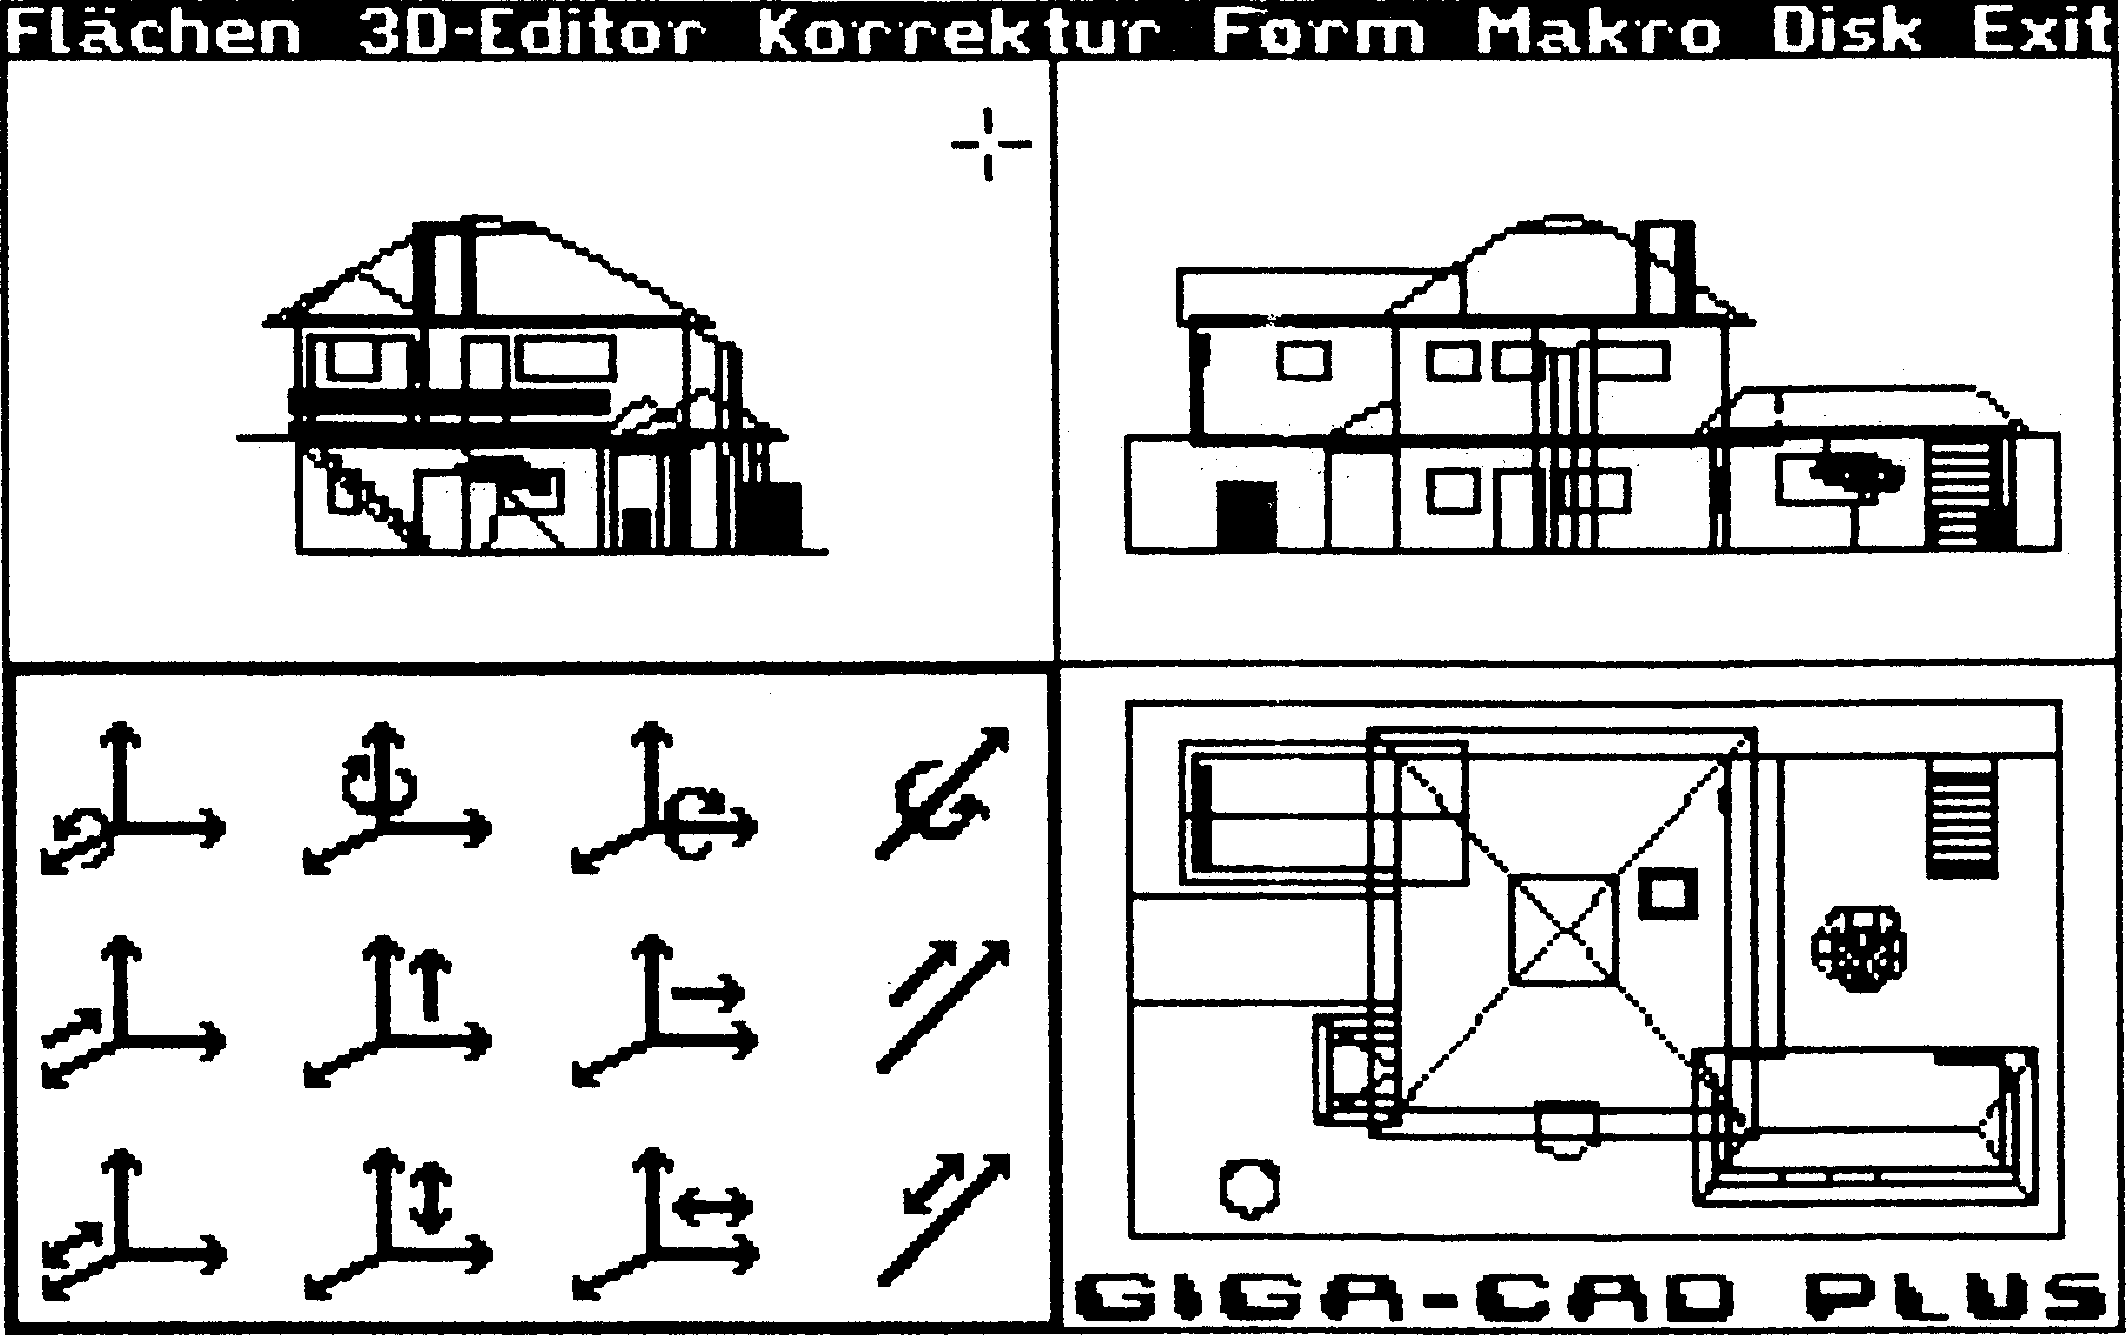 Flächen 3D-Editor Korrektur Form Makro Disk Exit
GIGA-CAD PLUS